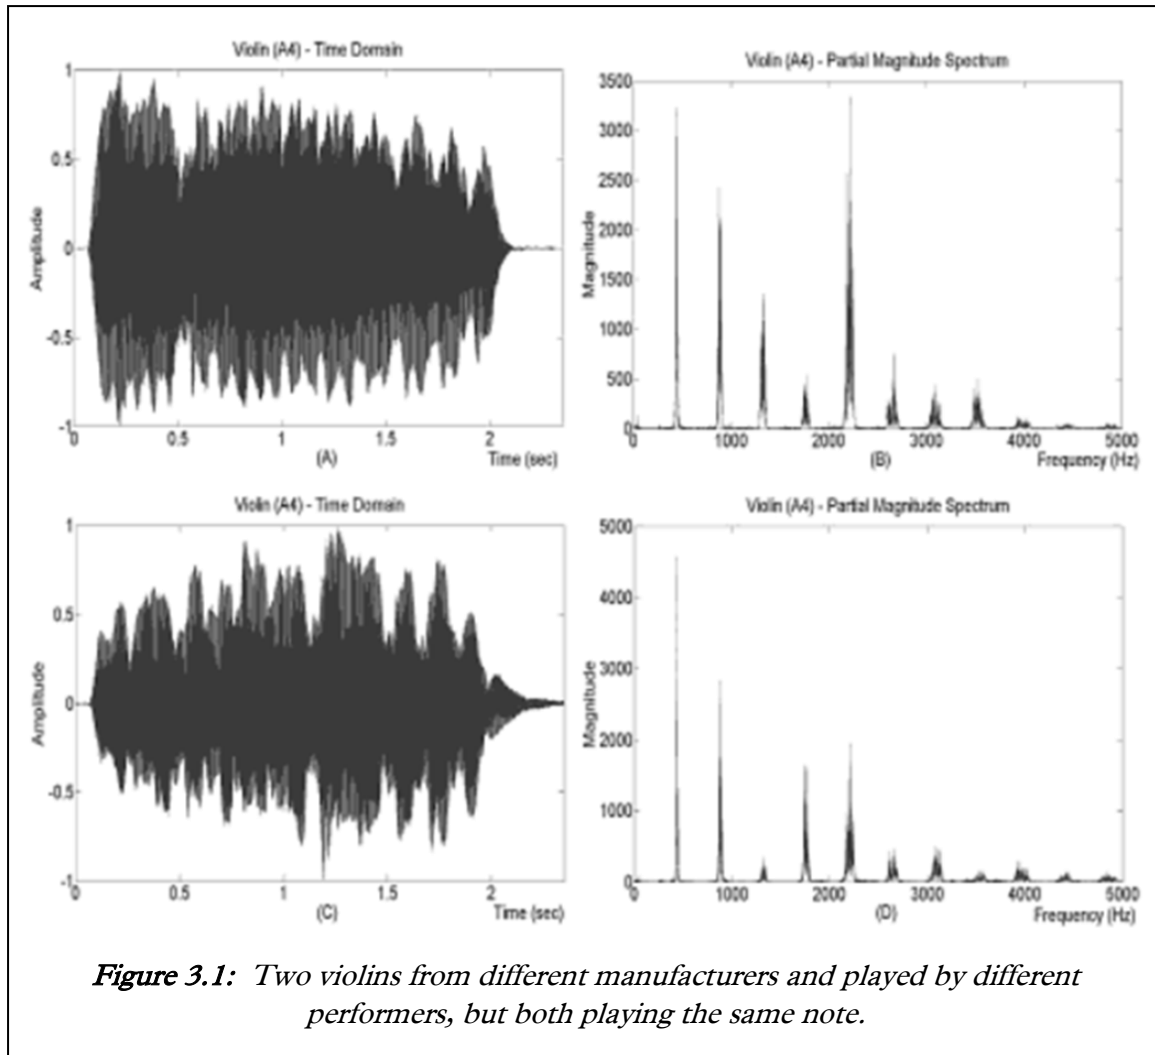 Violin (A4) - Time Domain
1
0.5
0
-0.5
-1
Amplitude
0 0.5 1 1.5 2
(A) Time (sec)
Violin (A4) - Partial Magnitude Spectrum
3500
3000
2500
2000
1500
1000
500
0
Magnitude
0 1000 2000 3000 4000 5000
(B) Frequency (Hz)
Violin (A4) - Time Domain
1
0.5
0
-0.5
-1
Amplitude
0 0.5 1 1.5 2
(C) Time (sec)
Violin (A4) - Partial Magnitude Spectrum
5000
4000
3000
2000
1000
0
Magnitude
0 1000 2000 3000 4000 5000
(D) Frequency (Hz)
Figure 3.1: Two violins from different manufacturers and played by different
performers, but both playing the same note.